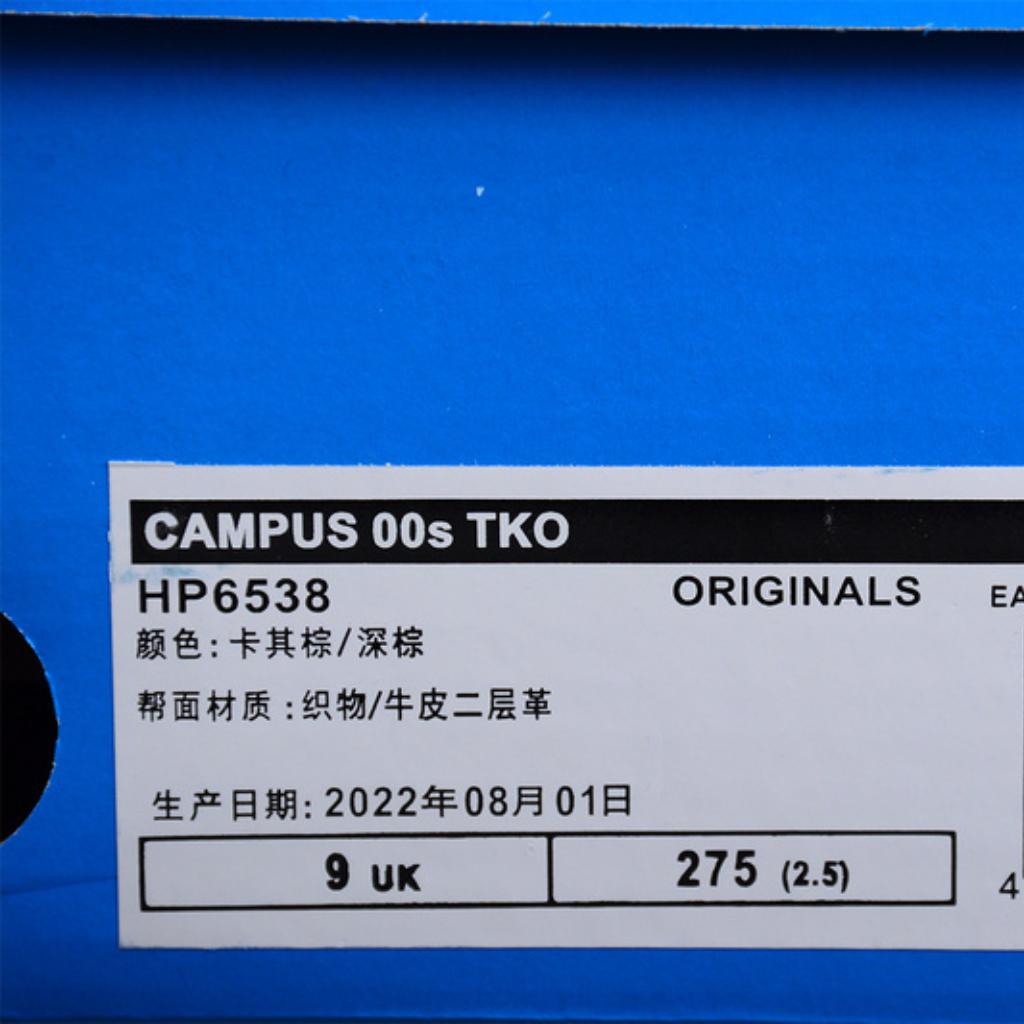 CAMPUS 00s TKO
HP6538 ORIGINALS EA
颜色:卡其棕/深棕
帮面材质:织物/牛皮二层革
生产日期:2022年08月01日
9 UK 275 (2.5) 4